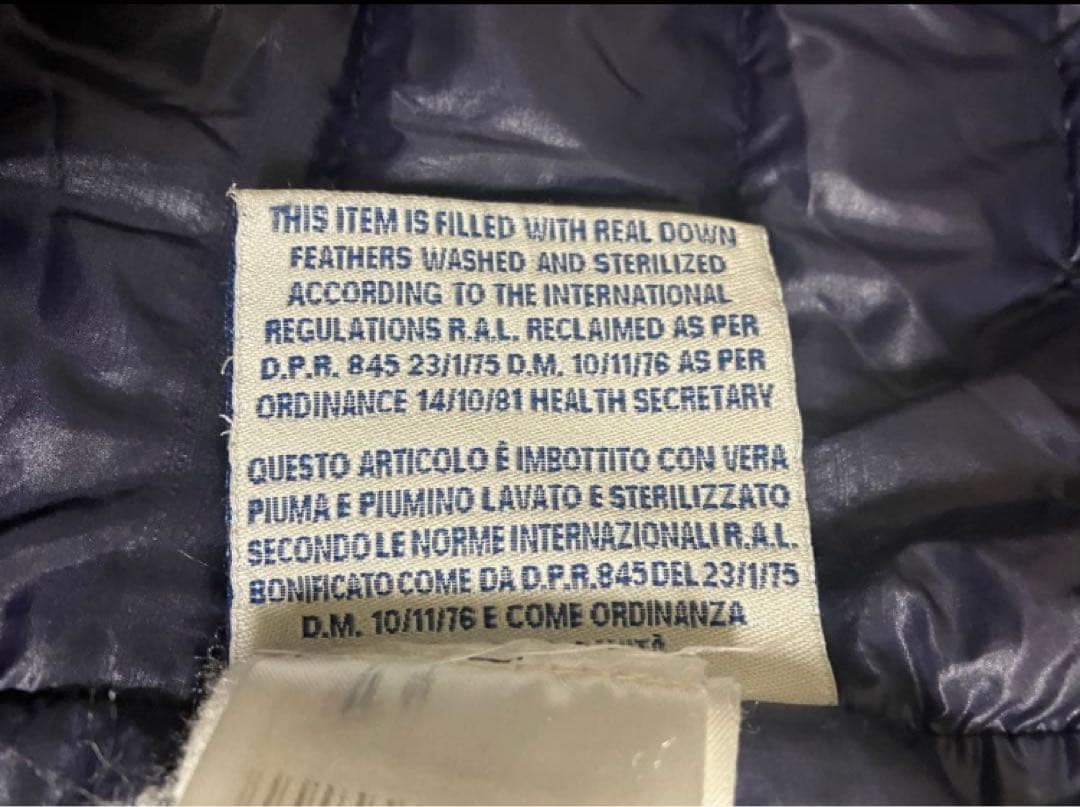 THIS ITEM IS FILLED WITH REAL DOWN
FEATHERS WASHED AND STERILIZED
ACCORDING TO THE INTERNATIONAL
REGULATIONS R.A.L. RECLAIMED AS PER
D.P.R. 845 23/1/75 D.M. 10/11/76 AS PER
ORDINANCE 14/10/81 HEALTH SECRETARY
QUESTO ARTICOLO È IMBOTTITO CON VERA
PIUMA E PIUMINO LAVATO E STERILIZZATO
SECONDO LE NORME INTERNAZIONALI R.A.L.
BONIFICATO COME DA D.P.R.845 DEL 23/1/75
D.M. 10/11/76 E COME ORDINANZA